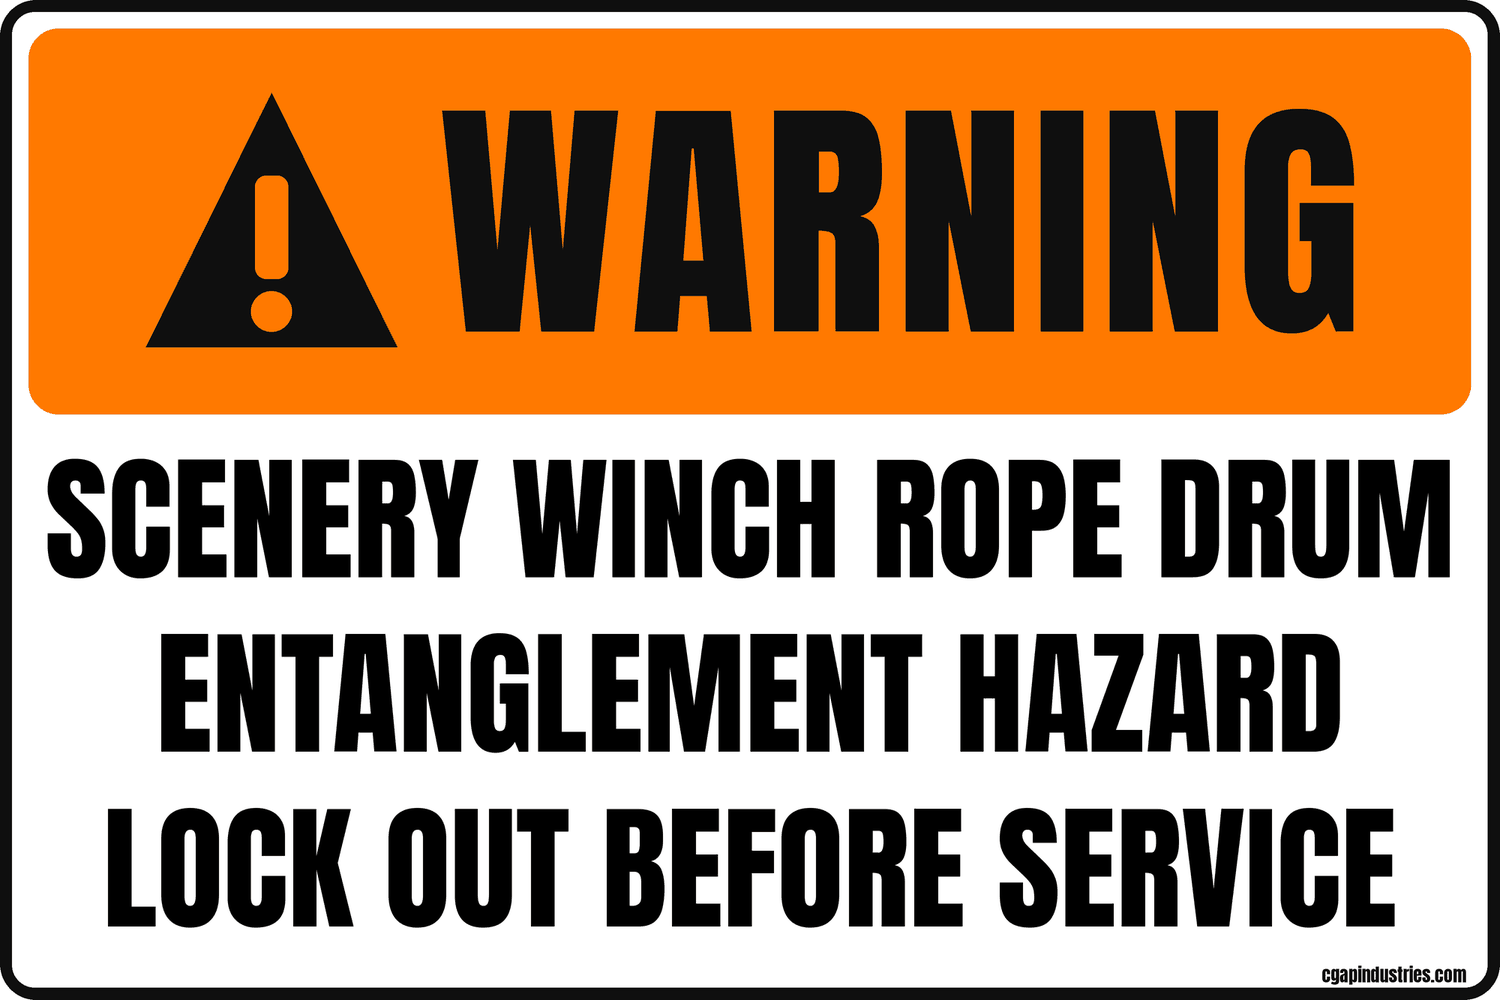 WARNING
SCENERY WINCH ROPE DRUM
ENTANGLEMENT HAZARD
LOCK OUT BEFORE SERVICE
cgapindustries.com